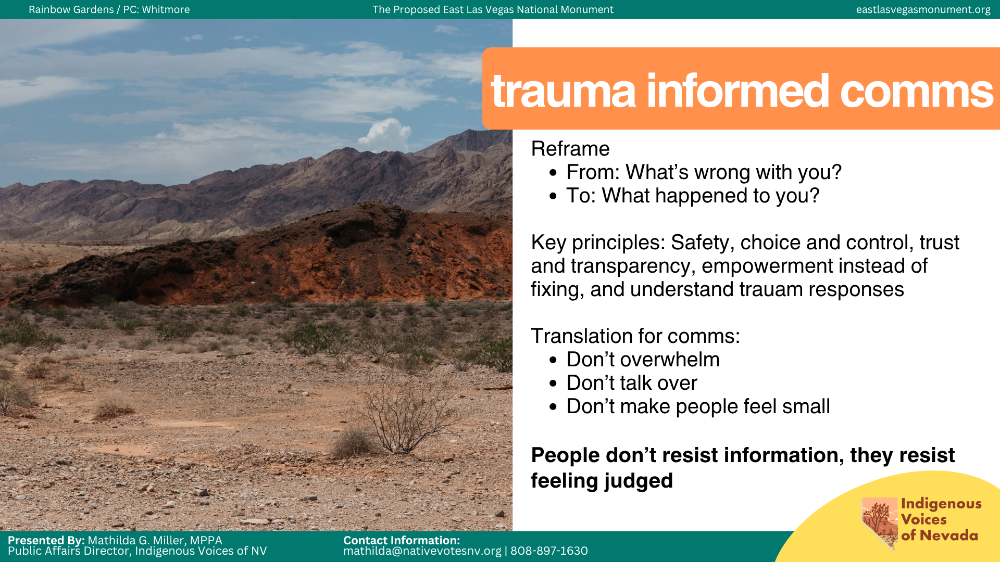 Rainbow Gardens / PC: Whitmore
The Proposed East Las Vegas National Monument
eastlasvegasmonument.org
trauma informed comms
Reframe
• From: What’s wrong with you?
• To: What happened to you?
Key principles: Safety, choice and control, trust
and transparency, empowerment instead of
fixing, and understand trauam responses
Translation for comms:
• Don’t overwhelm
• Don’t talk over
• Don’t make people feel small
People don’t resist information, they resist
feeling judged
Indigenous
Voices
of Nevada
Presented By: Mathilda G. Miller, MPPA
Public Affairs Director, Indigenous Voices of NV
Contact Information:
mathilda@nativevotesnv.org | 808-897-1630